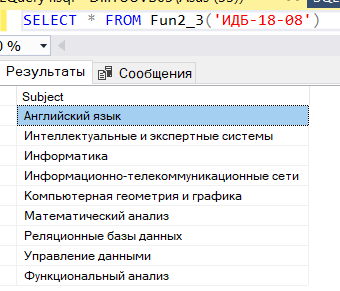 SELECT * FROM Fun2_3('ИДБ-18-08')
0 %
Результаты
Сообщения
Subject
Английский язык
Интеллектуальные и экспертные системы
Информатика
Информационно-телекоммуникационные сети
Компьютерная геометрия и графика
Математический анализ
Реляционные базы данных
Управление данными
Функциональный анализ